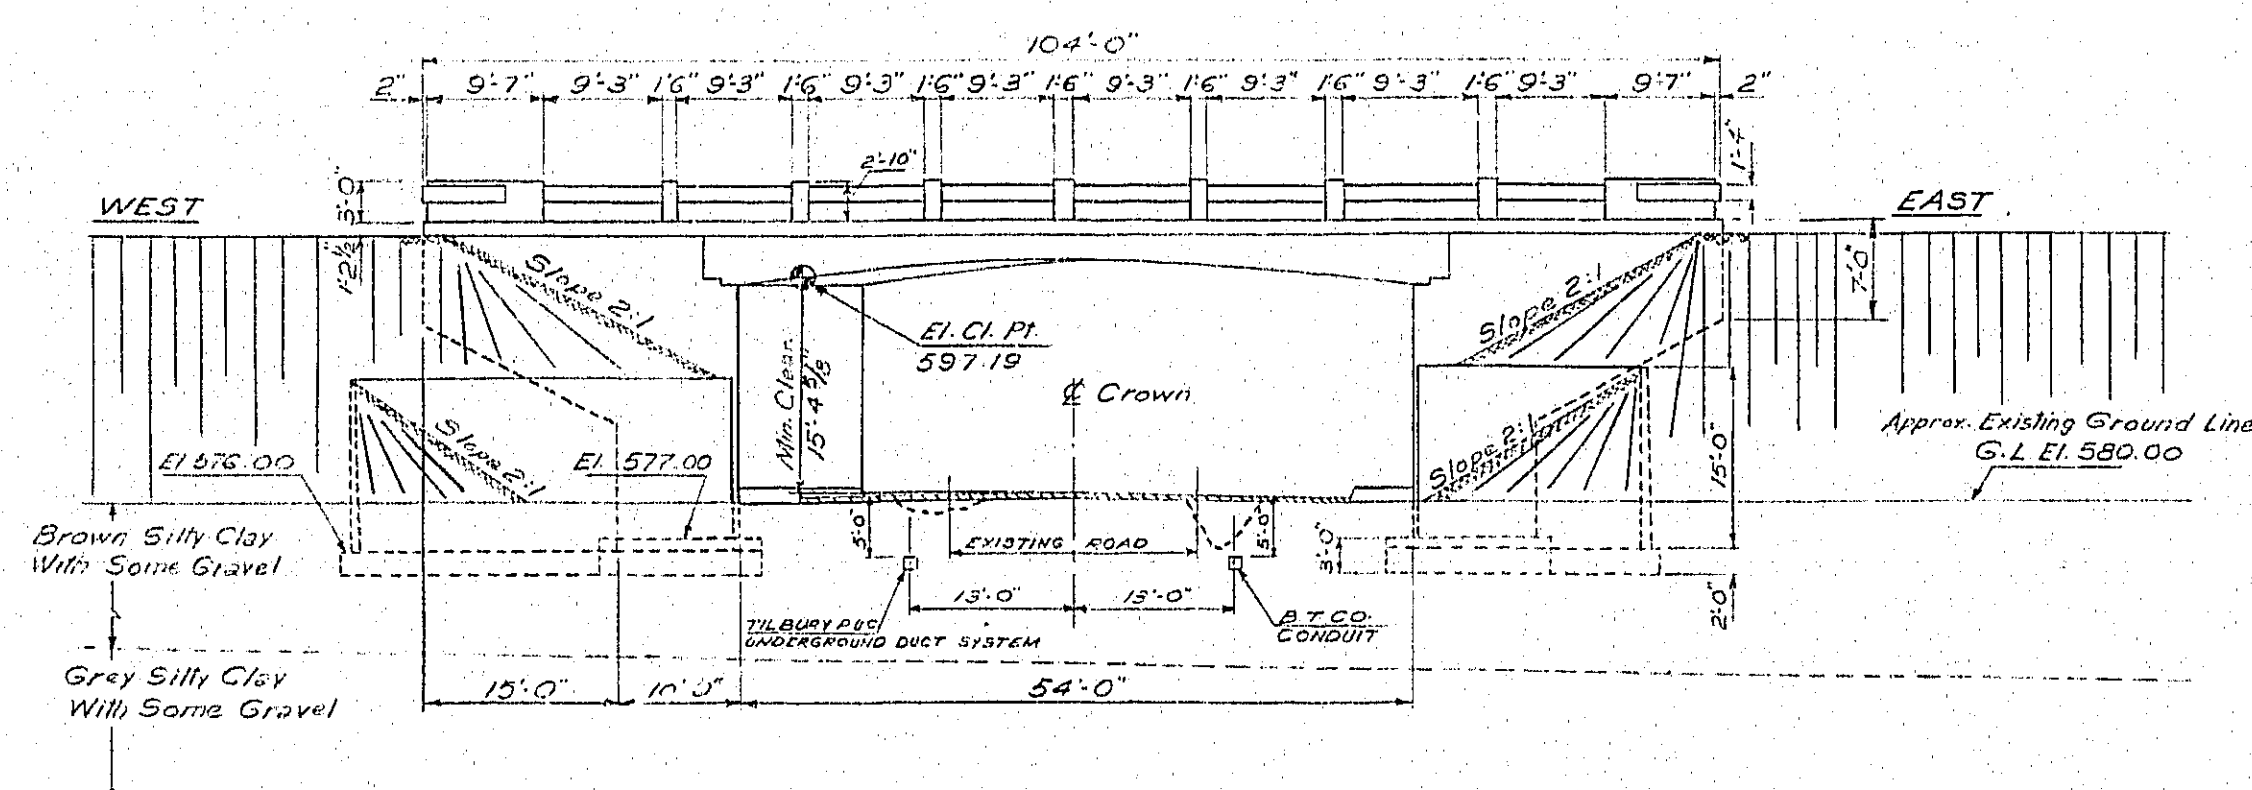 104'-0"
2" 9'-7" 9'-3" 1'6" 9'-3" 1'6" 9'-3" 1'6" 9'-3" 1'6" 9'-3" 1'6" 9'-3" 1'6" 9'-3" 1'6" 9'-3" 9'-7" 2"
1'-4"
2'-10"
3'-0"
WEST
EAST
1'-2½"
Slope 2:1
Slope 2:1
7'-0"
El. Cl. Pt.
597.19
Min. Clear.
15'-4⅝"
℄ Crown
Approx. Existing Ground Line
G.L. El. 580.00
Slope 2:1
Slope 2:1
El 576.00
El. 577.00
15'-0"
Brown Silty Clay
With Some Gravel
5'-0"
EXISTING ROAD
5'-0"
3'-0"
13'-0"
13'-0"
2'-0"
TILBURY PUC
UNDERGROUND DUCT SYSTEM
B.T.CO.
CONDUIT
Grey Silty Clay
With Some Gravel
15'-0"
10'-0"
54'-0"